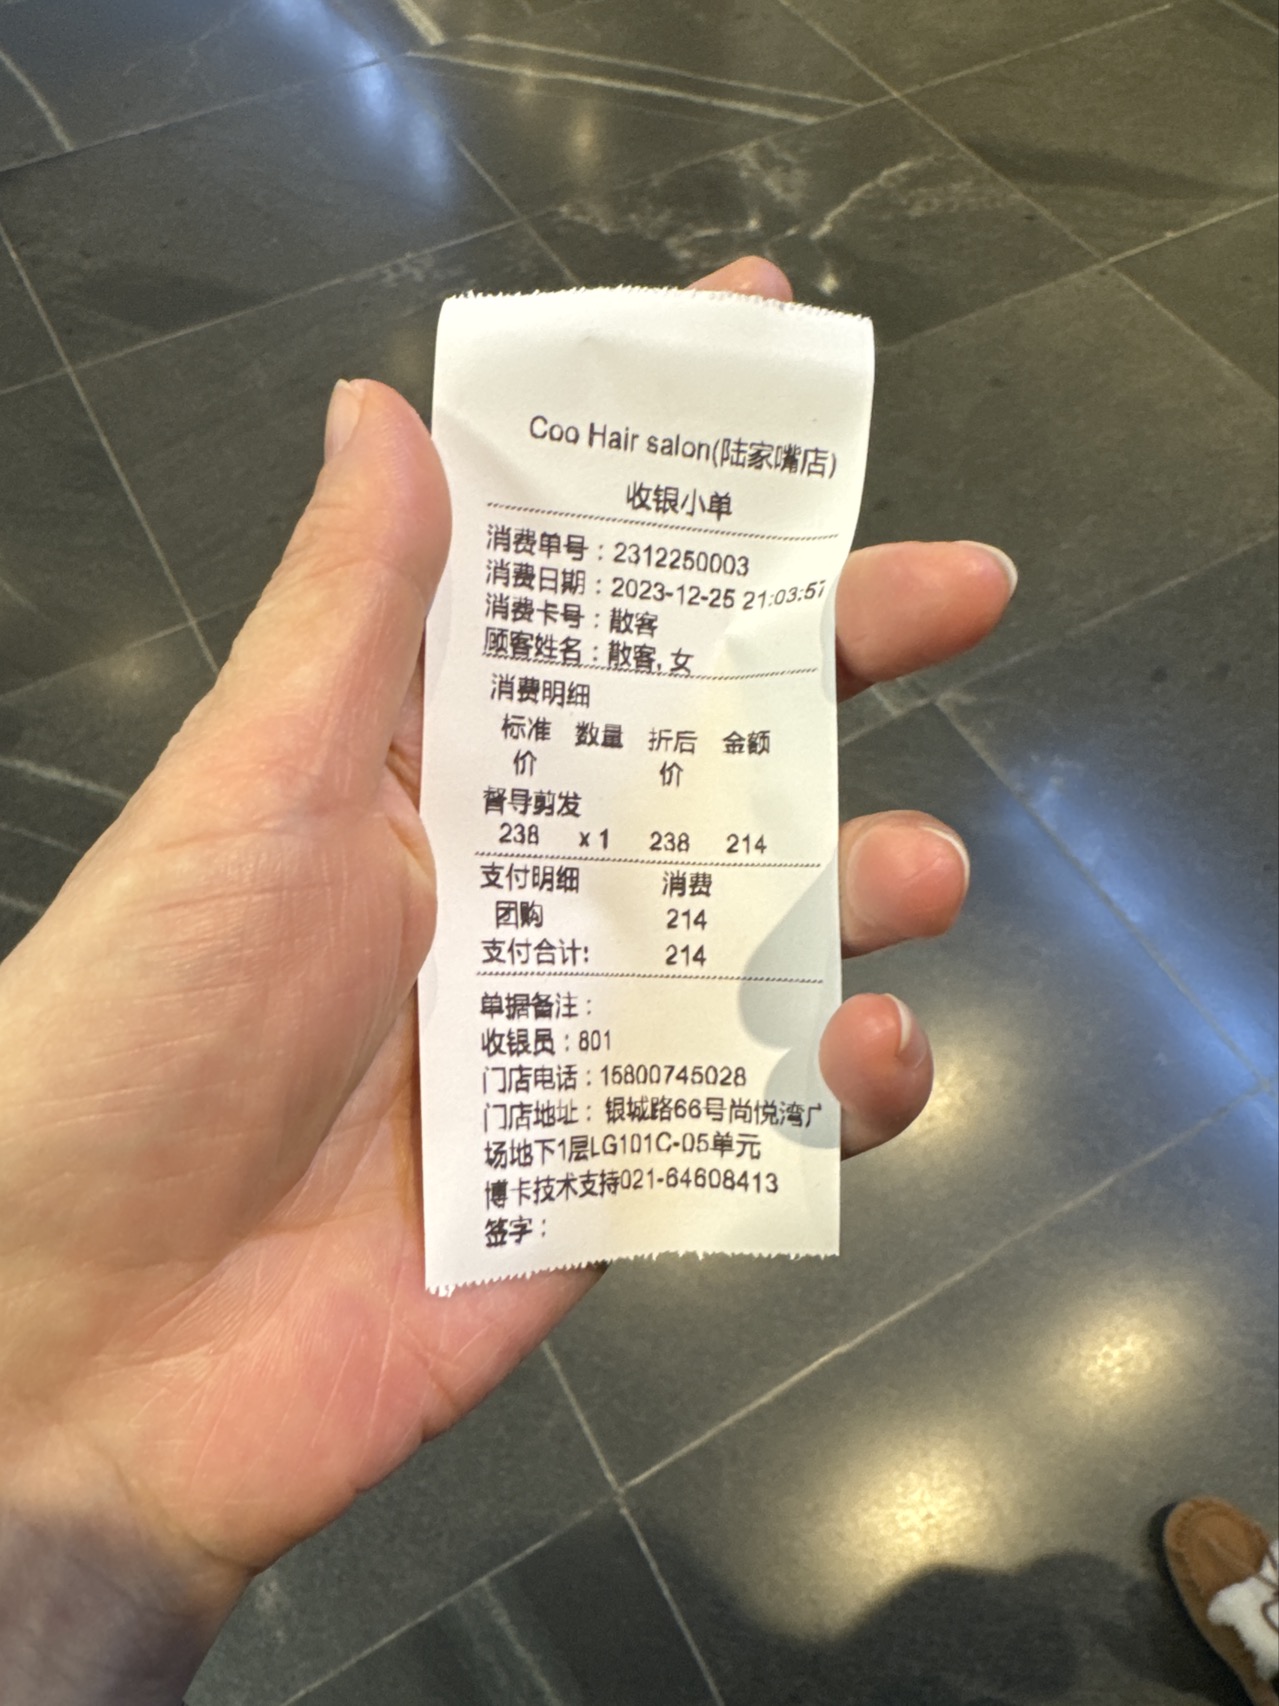 Coo Hair salon(陆家嘴店)
收银小单
消费单号：2312250003
消费日期：2023-12-25 21:03:57
消费卡号：散客
顾客姓名：散客,女
消费明细
标准价 数量 折后价 金额
督导剪发
238 x 1 238 214
支付明细 消费
团购 214
支付合计: 214
单据备注：
收银员：801
门店电话：15800745028
门店地址： 银城路66号尚悦湾广
场地下1层LG101C-05单元
博卡技术支持021-64608413
签字：